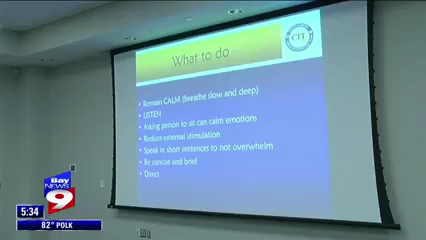 What to do
CIT
• Remain CALM (breathe slow and deep)
• LISTEN
• Asking person to sit can calm emotions
• Reduce external stimulation
• Speak in short sentences to not overwhelm
• Be concise and brief
• Direct
Bay
NEWS
9
5:34
82° POLK